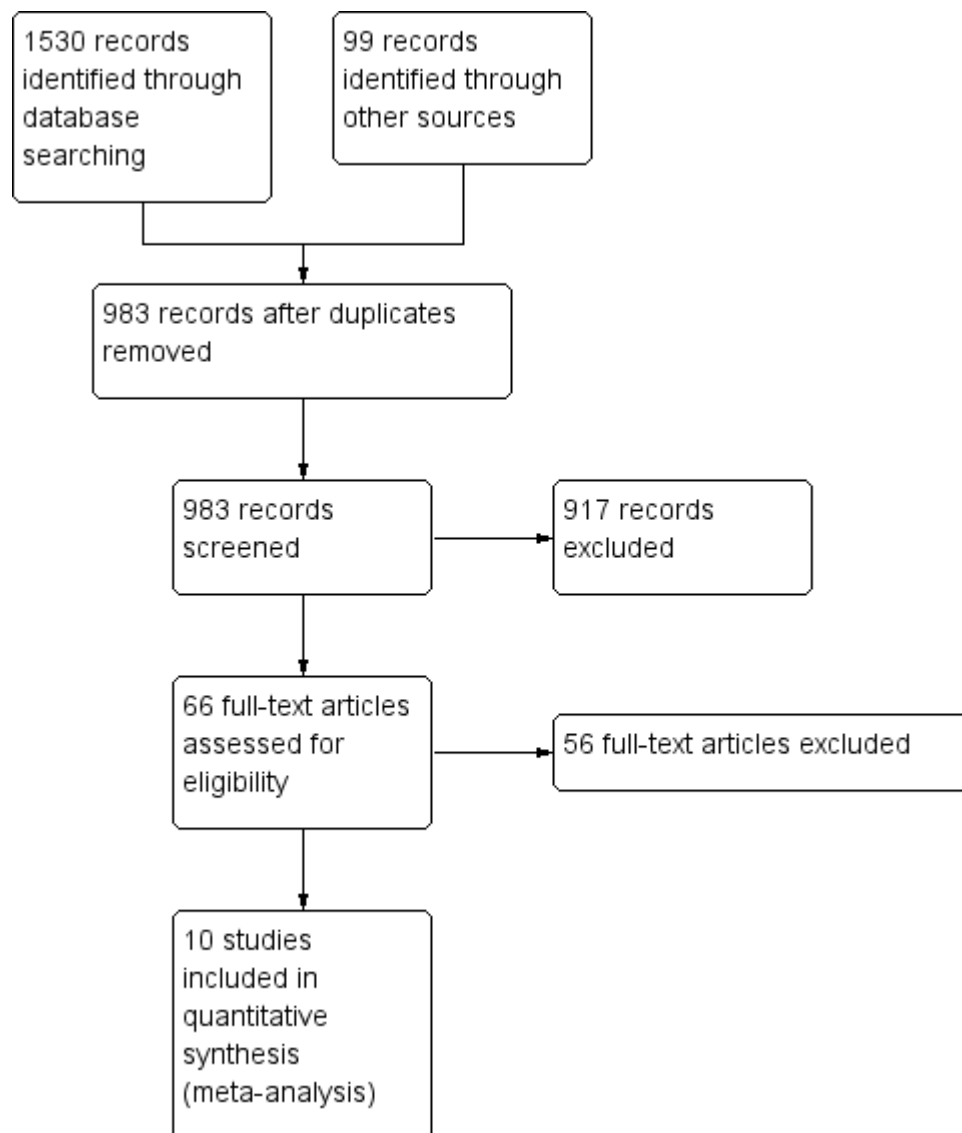 1530 records
identified through
database
searching
99 records
identified through
other sources
983 records after duplicates
removed
983 records
screened
917 records
excluded
66 full-text articles
assessed for
eligibility
56 full-text articles excluded
10 studies
included in
quantitative
synthesis
(meta-analysis)